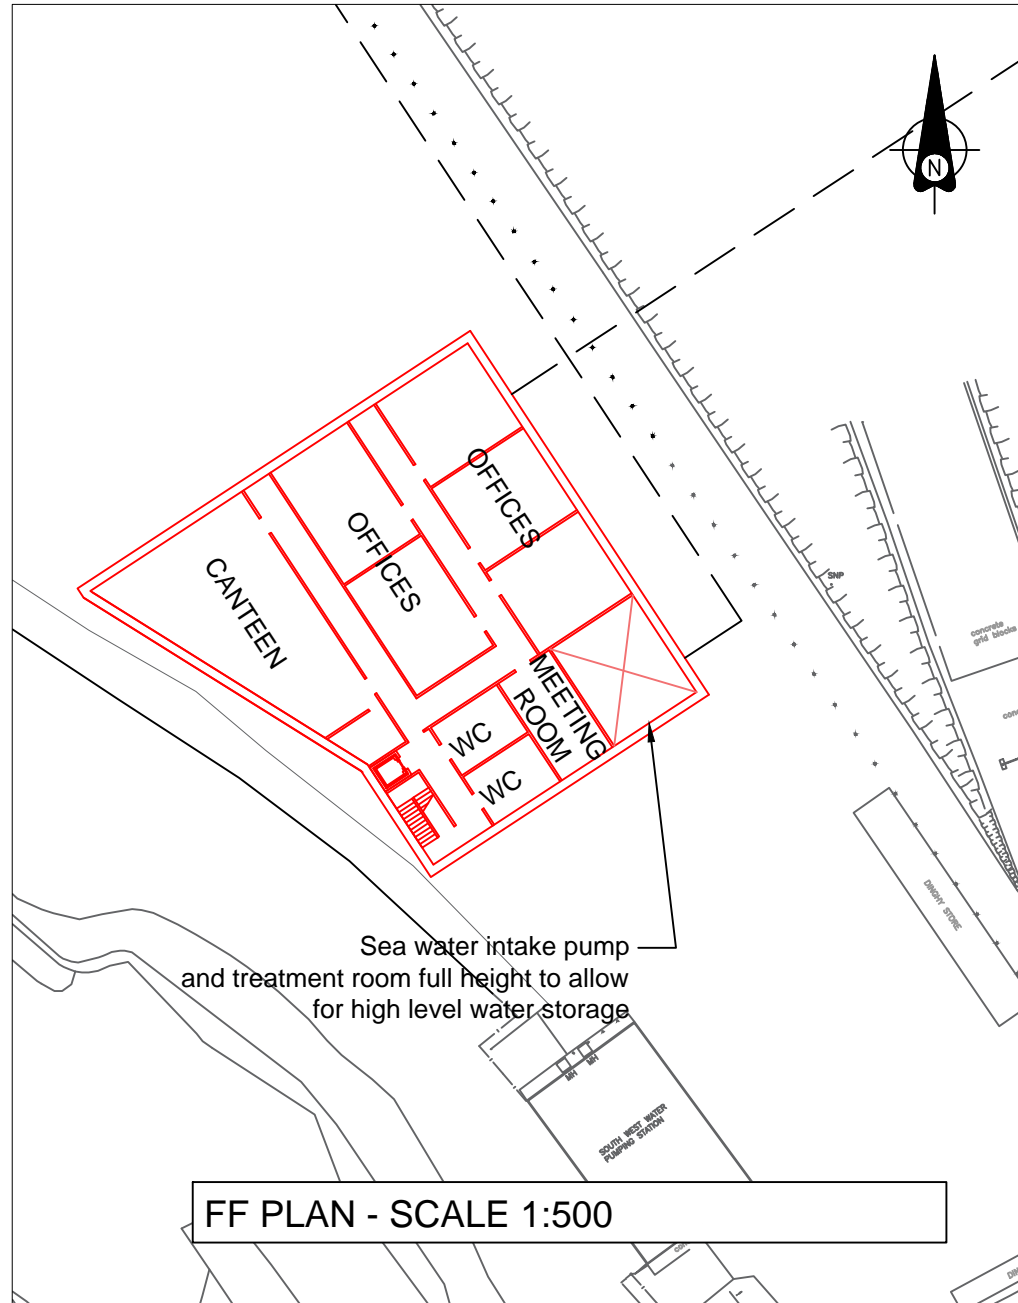 N
OFFICES
OFFICES
CANTEEN
SNP
concrete
grid blocks
MEETING
ROOM
WC
WC
DINGHY STORE
Sea water intake pump
and treatment room full height to allow
for high level water storage
MH
MH
SOUTH WEST WATER
PUMPING STATION
FF PLAN - SCALE 1:500